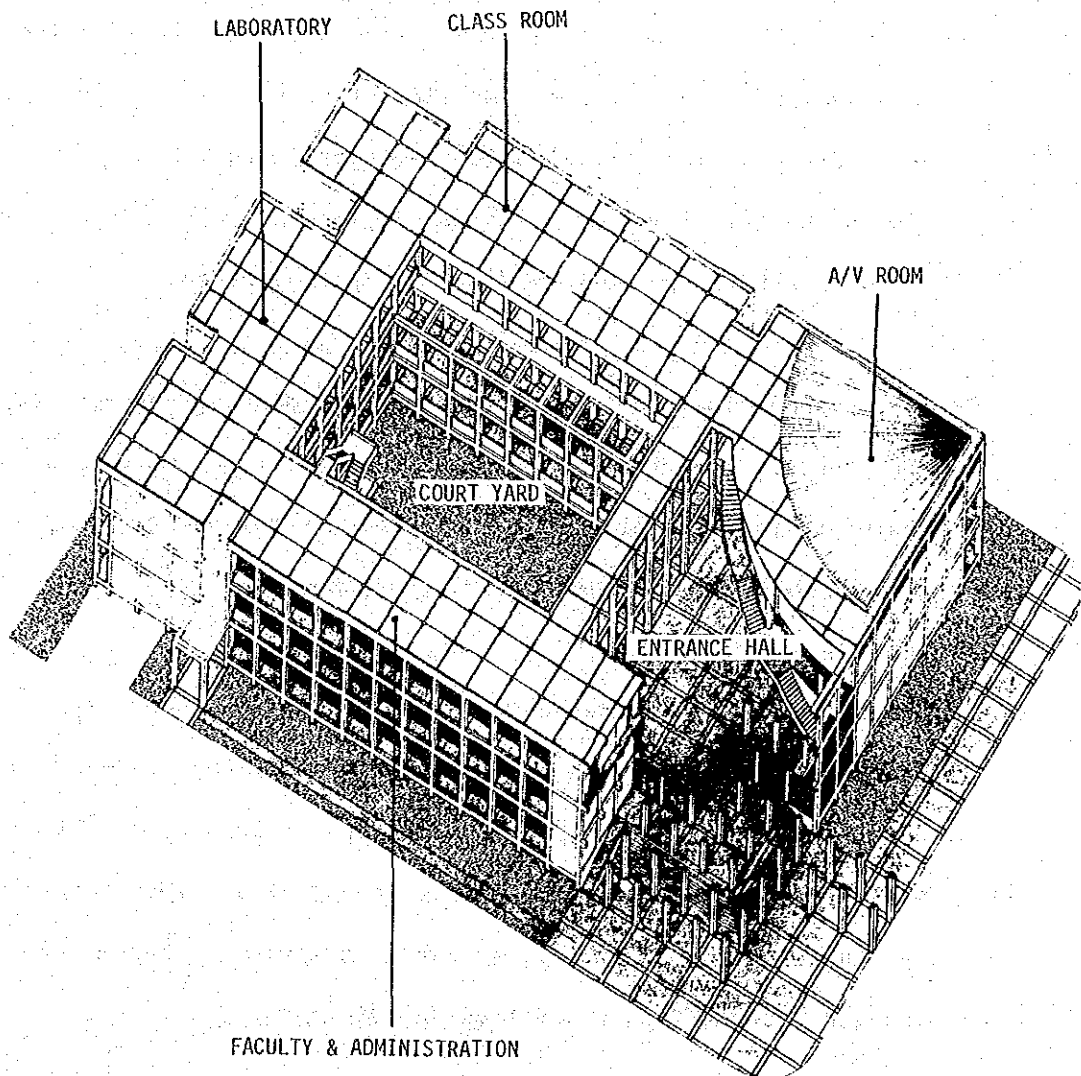 LABORATORY
CLASS ROOM
A/V ROOM
COURT YARD
ENTRANCE HALL
FACULTY & ADMINISTRATION